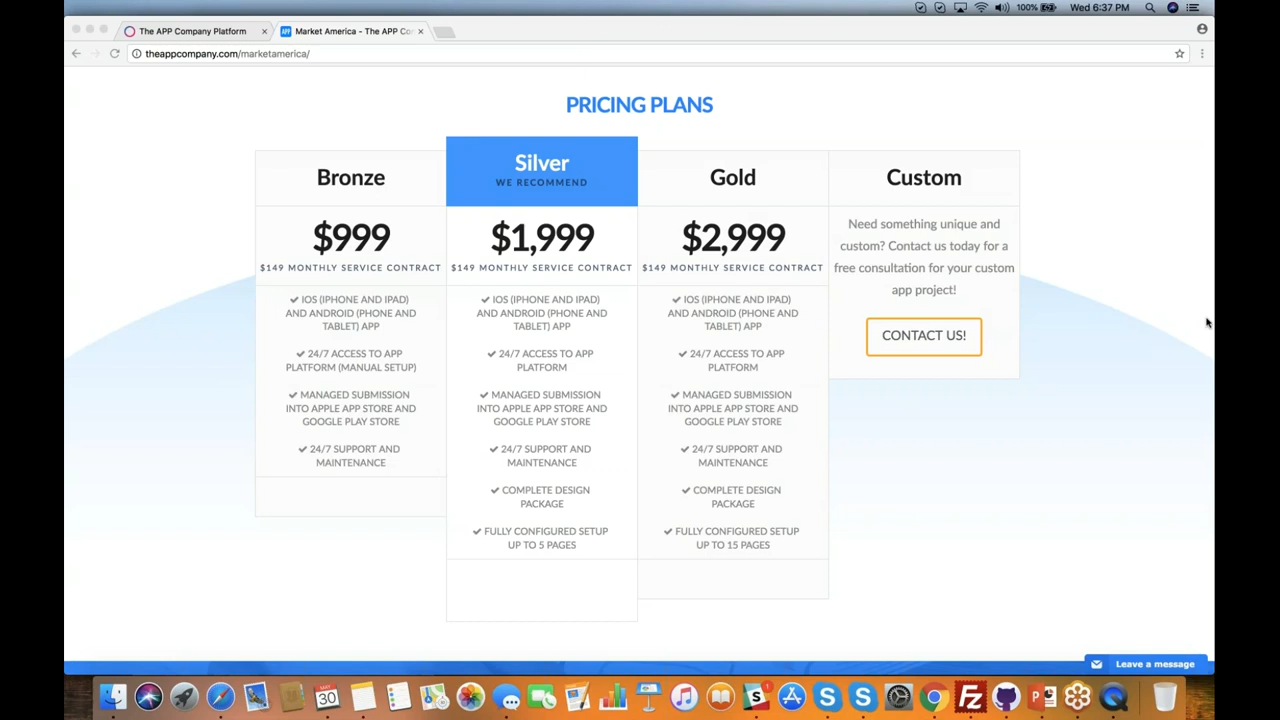 100%
Wed 6:37 PM
The APP Company Platform
Market America - The APP Co
theappcompany.com/marketamerica/
PRICING PLANS
Bronze
$999
$149 MONTHLY SERVICE CONTRACT
IOS (IPHONE AND IPAD)
AND ANDROID (PHONE AND
TABLET) APP
24/7 ACCESS TO APP
PLATFORM (MANUAL SETUP)
MANAGED SUBMISSION
INTO APPLE APP STORE AND
GOOGLE PLAY STORE
24/7 SUPPORT AND
MAINTENANCE
Silver
WE RECOMMEND
$1,999
$149 MONTHLY SERVICE CONTRACT
IOS (IPHONE AND IPAD)
AND ANDROID (PHONE AND
TABLET) APP
24/7 ACCESS TO APP
PLATFORM
MANAGED SUBMISSION
INTO APPLE APP STORE AND
GOOGLE PLAY STORE
24/7 SUPPORT AND
MAINTENANCE
COMPLETE DESIGN
PACKAGE
FULLY CONFIGURED SETUP
UP TO 5 PAGES
Gold
$2,999
$149 MONTHLY SERVICE CONTRACT
IOS (IPHONE AND IPAD)
AND ANDROID (PHONE AND
TABLET) APP
24/7 ACCESS TO APP
PLATFORM
MANAGED SUBMISSION
INTO APPLE APP STORE AND
GOOGLE PLAY STORE
24/7 SUPPORT AND
MAINTENANCE
COMPLETE DESIGN
PACKAGE
FULLY CONFIGURED SETUP
UP TO 15 PAGES
Custom
Need something unique and
custom? Contact us today for a
free consultation for your custom
app project!
CONTACT US!
Leave a message
30